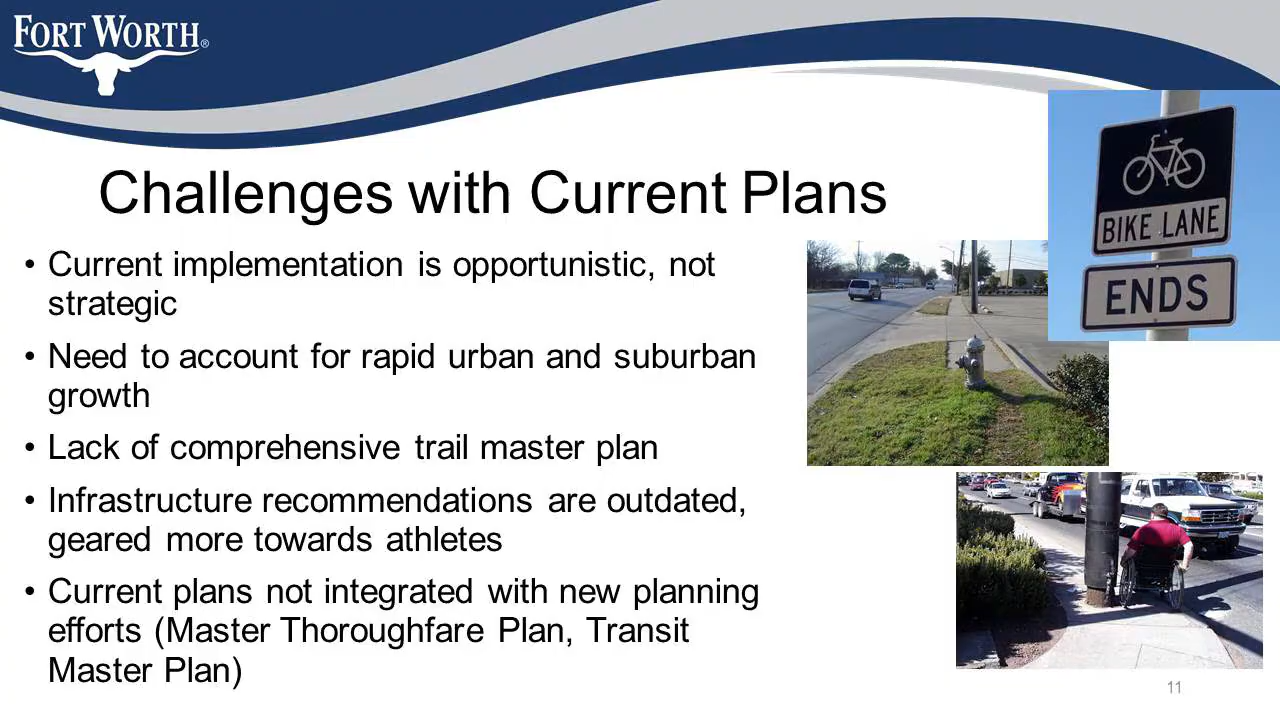 FORT WORTH®
Challenges with Current Plans
• Current implementation is opportunistic, not
strategic
• Need to account for rapid urban and suburban
growth
• Lack of comprehensive trail master plan
• Infrastructure recommendations are outdated,
geared more towards athletes
• Current plans not integrated with new planning
efforts (Master Thoroughfare Plan, Transit
Master Plan)
BIKE LANE
ENDS
11